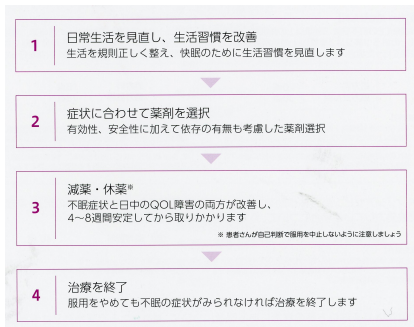 1
日常生活を見直し、生活習慣を改善
生活を規則正しく整え、快眠のために生活習慣を見直します
2
症状に合わせて薬剤を選択
有効性、安全性に加えて依存の有無も考慮した薬剤選択
3
減薬・休薬※
不眠症状と日中のQOL障害の両方が改善し、
4〜8週間安定してから取りかかります
※ 患者さんが自己判断で服用を中止しないように注意しましょう
4
治療を終了
服用をやめても不眠の症状がみられなければ治療を終了します